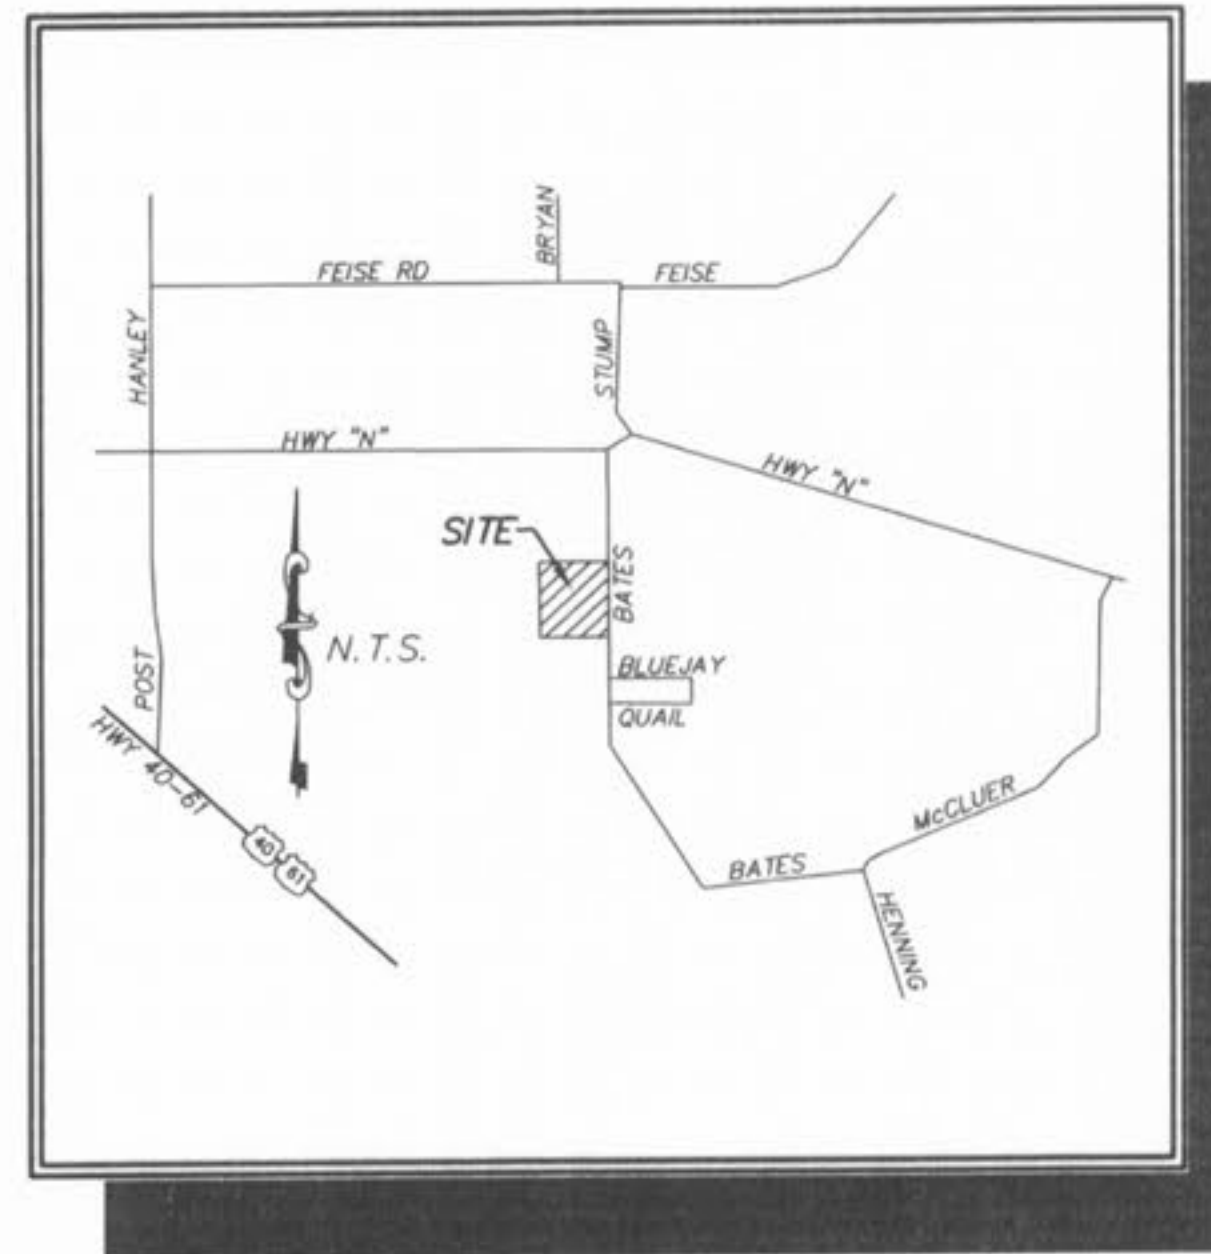 BRYAN
FEISE RD
FEISE
HANLEY
STUMP
HWY "N"
HWY "N"
SITE
BATES
N.T.S.
BLUEJAY
POST
QUAIL
HWY 40-61
40
61
McCLUER
BATES
HENNING